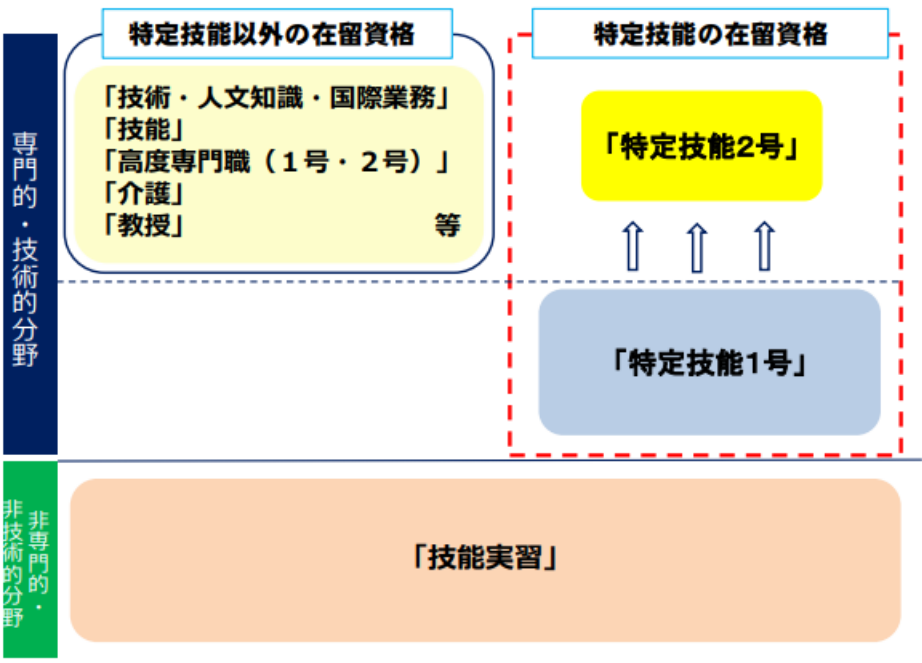 特定技能以外の在留資格
特定技能の在留資格
専門的・技術的分野
「技術・人文知識・国際業務」
「技能」
「高度専門職（１号・２号）」
「介護」
「教授」 等
「特定技能2号」
「特定技能1号」
非専門的・
非技術的分野
「技能実習」